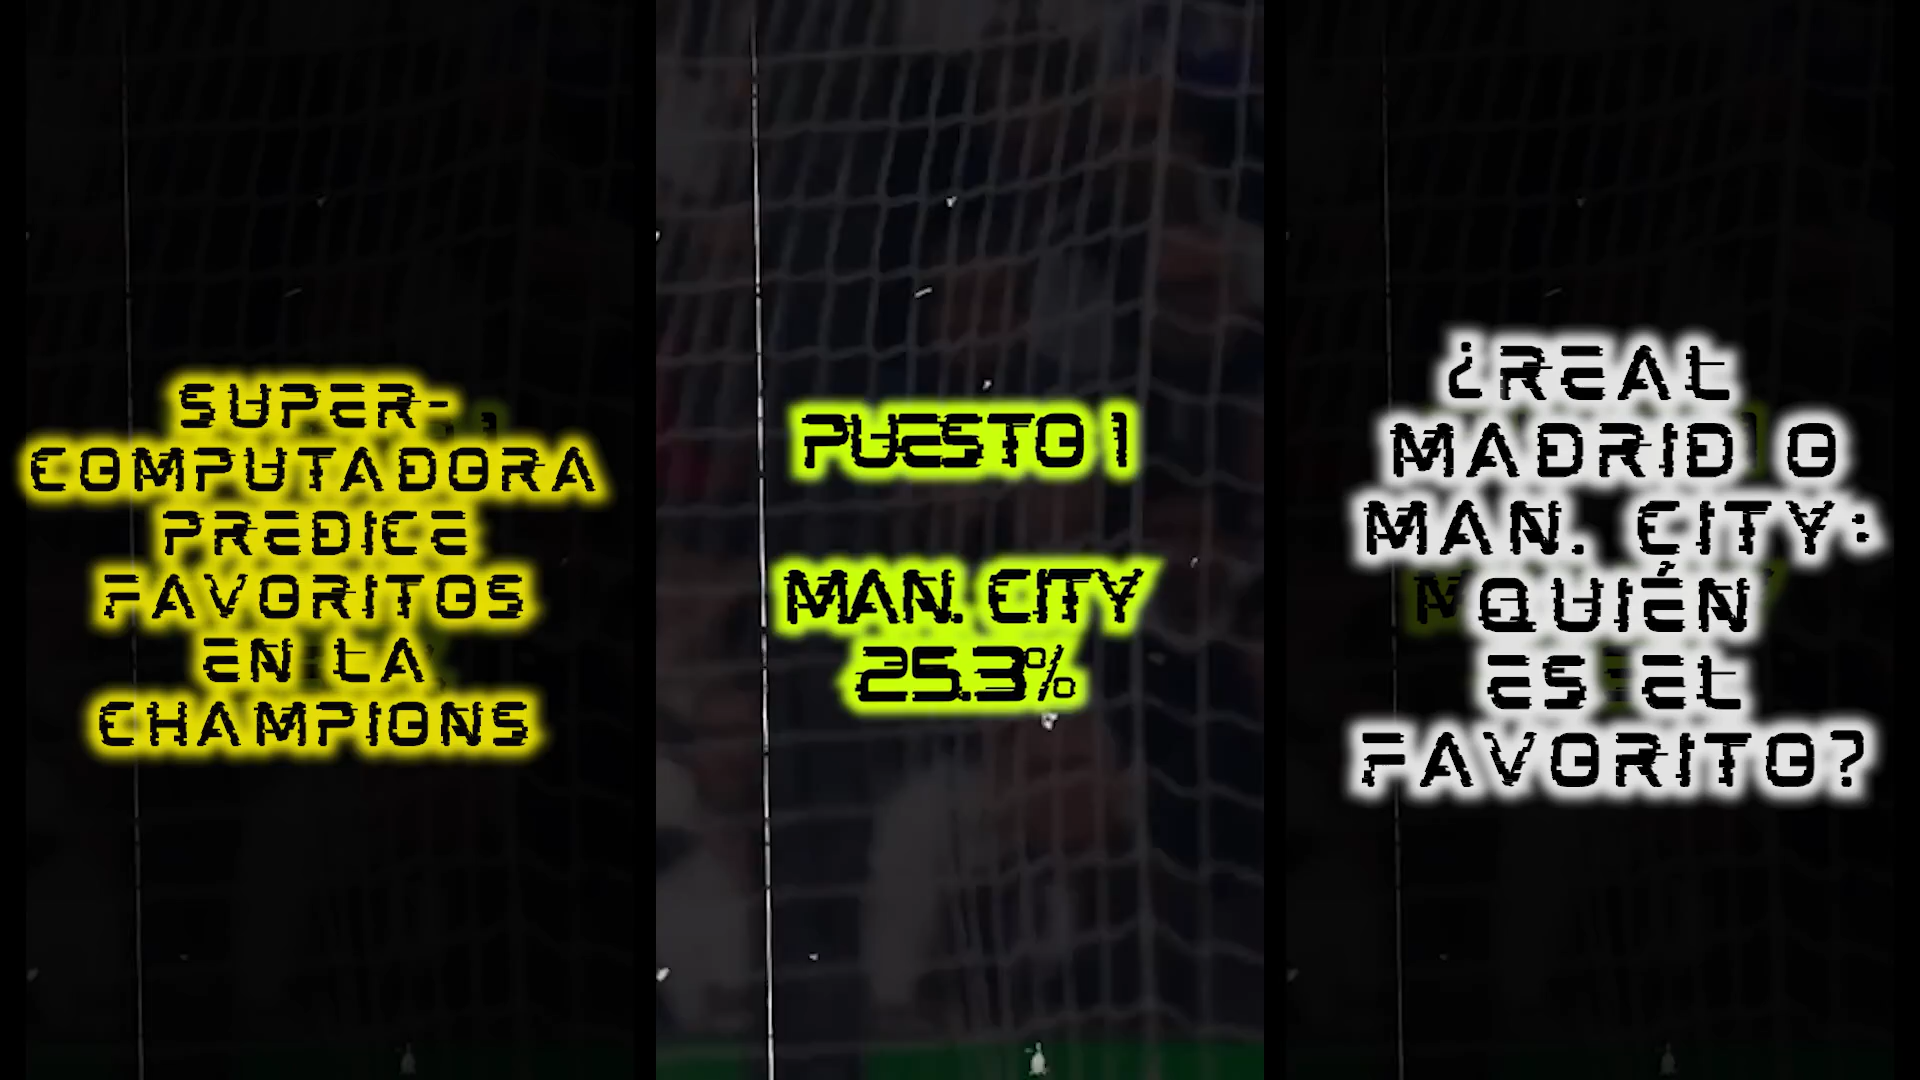 SUPER-
COMPUTADORA
PREDICE
FAVORITOS
EN LA
CHAMPIONS
PUESTO 1
MAN. CITY
25.3%
¿REAL
MADRID O
MAN. CITY:
QUIÉN
ES EL
FAVORITO?